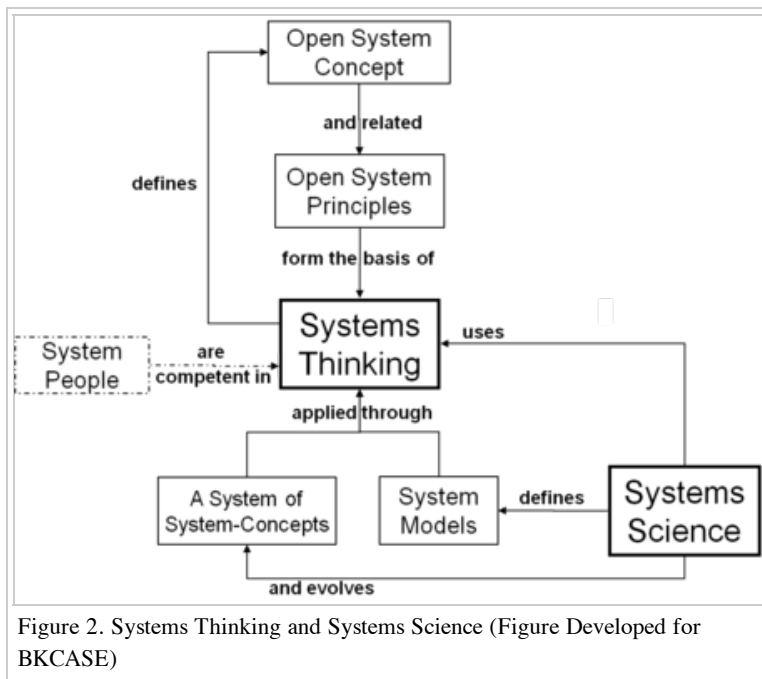 Open System
Concept
and related
defines
Open System
Principles
form the basis of
Systems
Thinking
uses
System
People
are
competent in
applied through
A System of
System-Concepts
System
Models
defines
Systems
Science
and evolves
Figure 2. Systems Thinking and Systems Science (Figure Developed for
BKCASE)